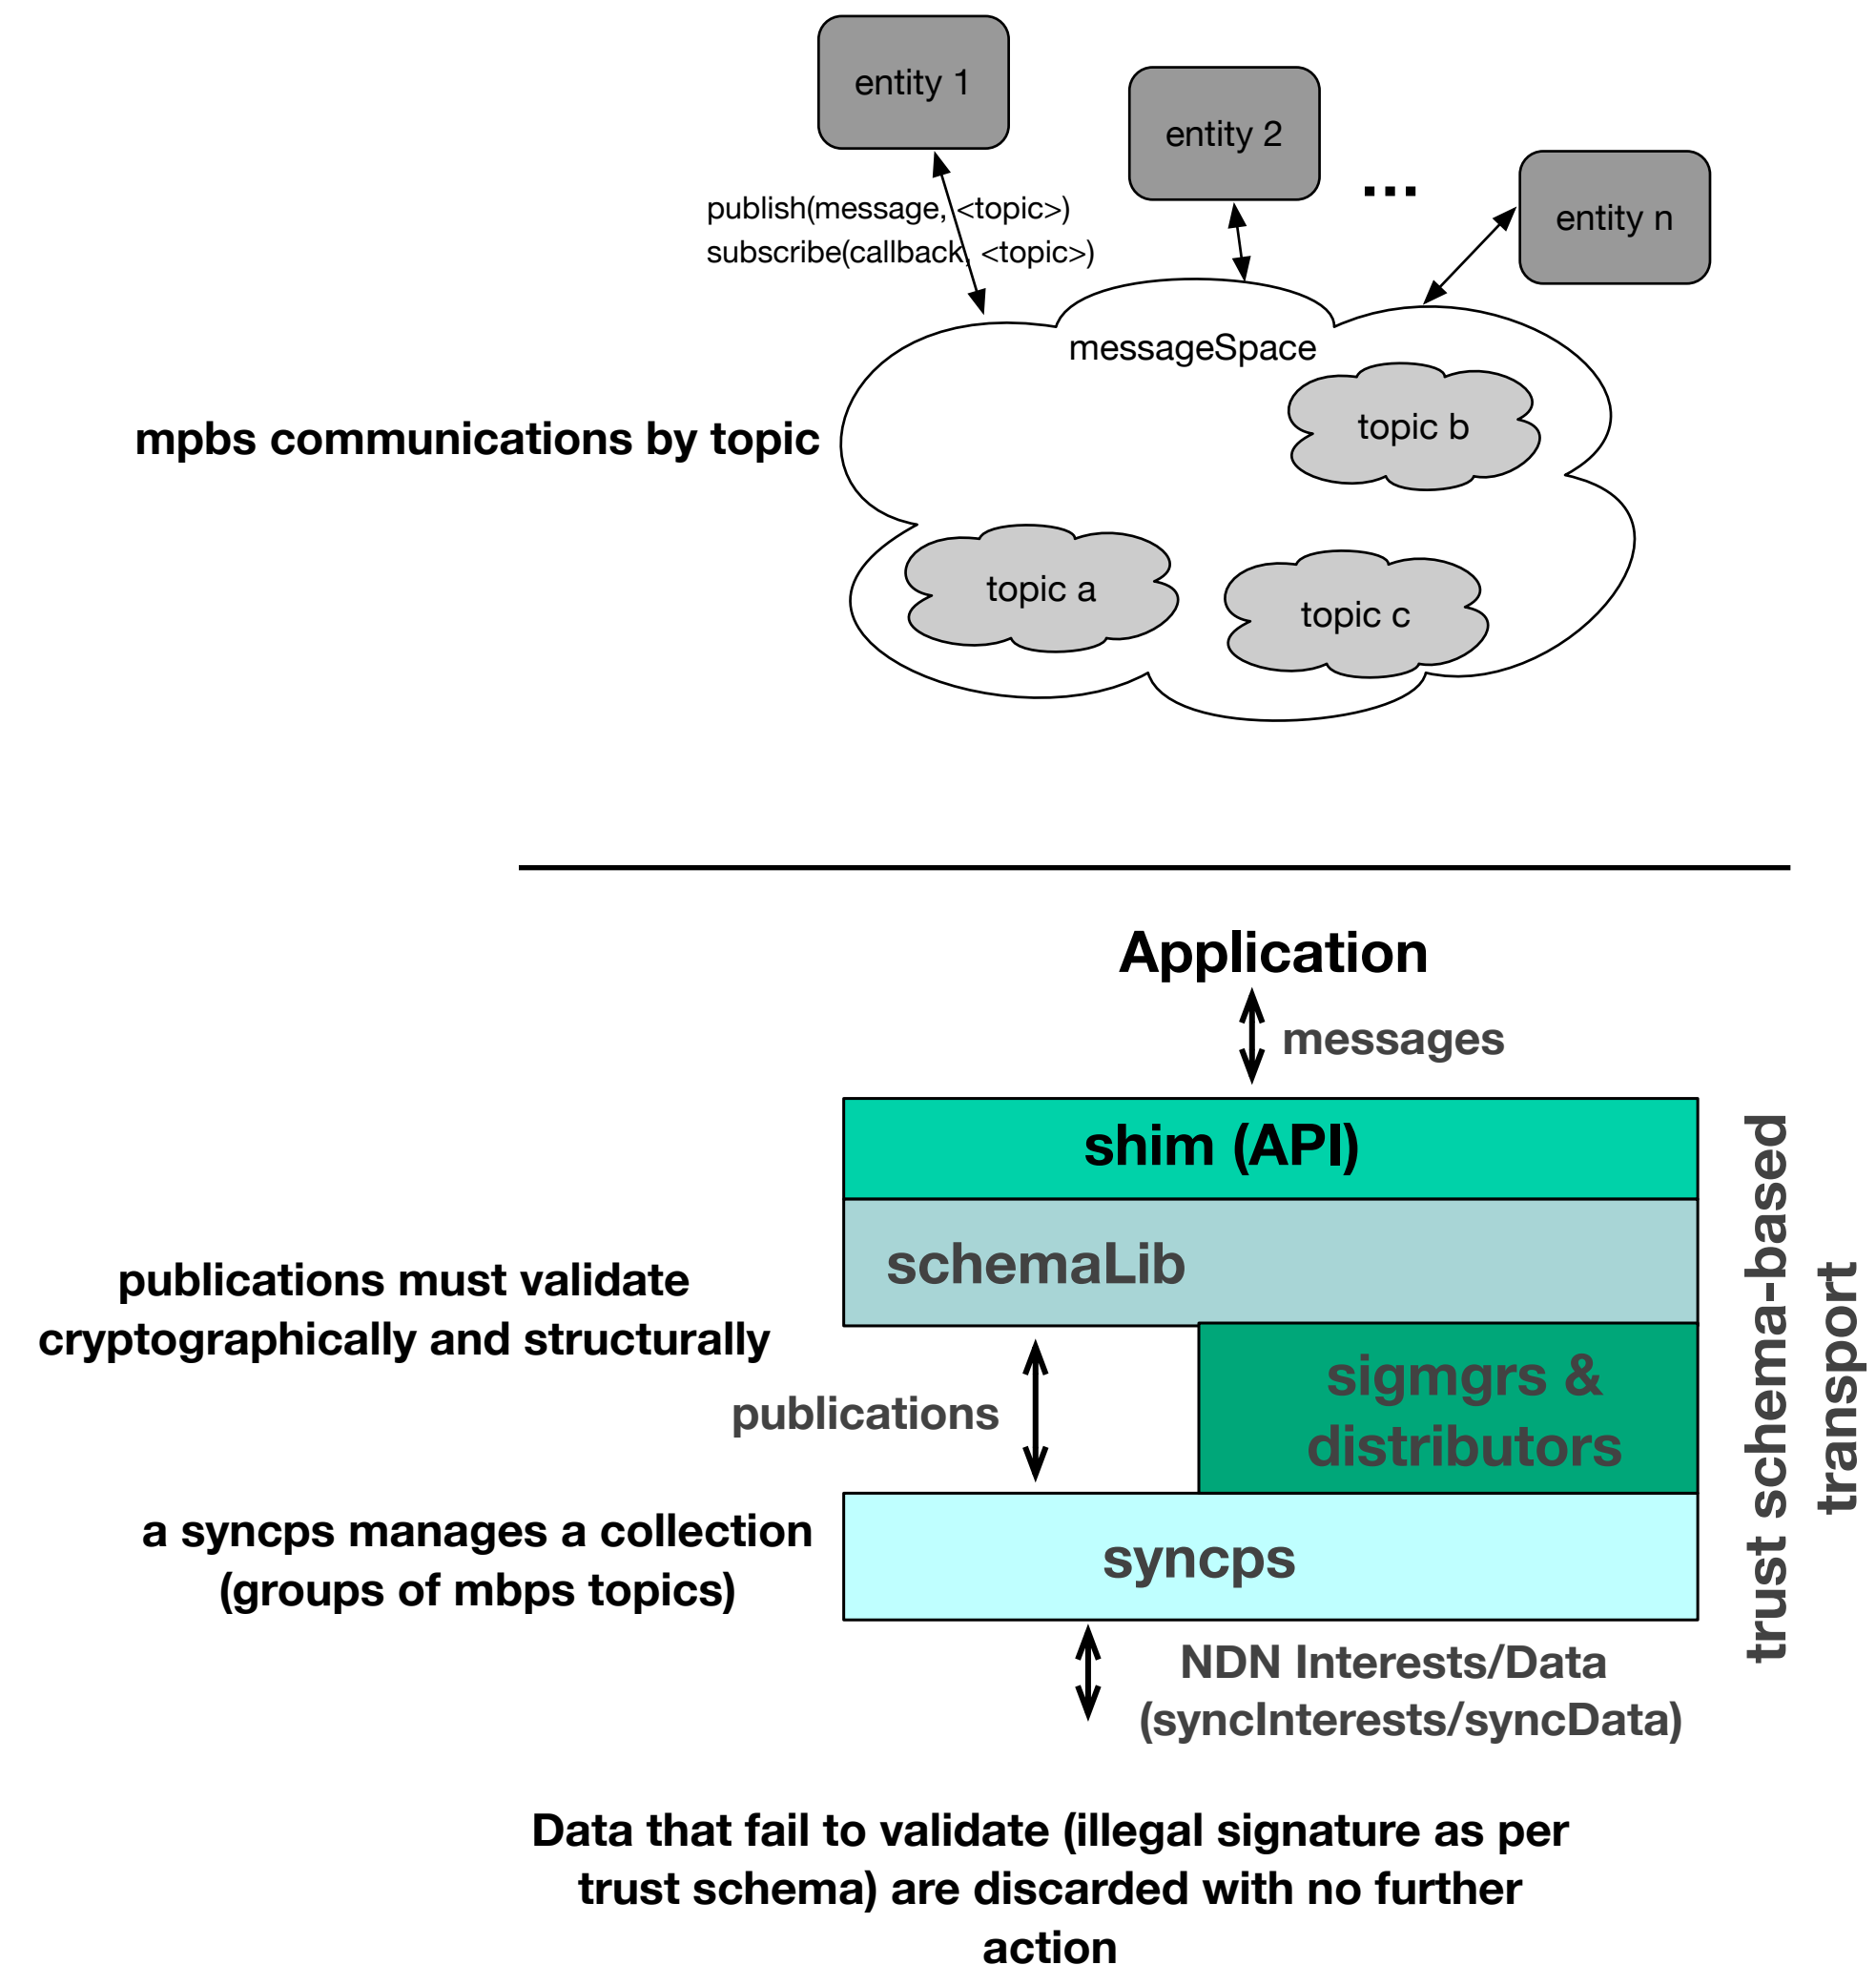 entity 1
entity 2
...
entity n
publish(message, <topic>)
subscribe(callback, <topic>)
messageSpace
topic b
mpbs communications by topic
topic a
topic c
Application
messages
shim (API)
schemaLib
publications must validate
cryptographically and structurally
sigmgrs &
distributors
publications
a syncps manages a collection
(groups of mbps topics)
syncps
trust schema-based
transport
NDN Interests/Data
(syncInterests/syncData)
Data that fail to validate (illegal signature as per
trust schema) are discarded with no further
action